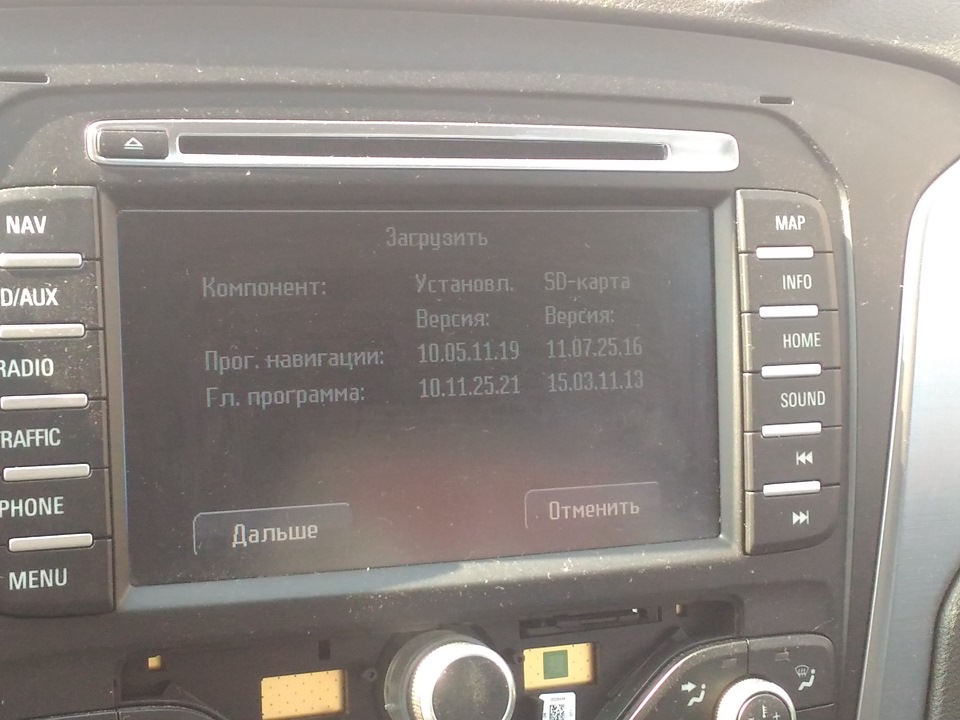 NAV
D/AUX
RADIO
TRAFFIC
PHONE
MENU
Загрузить
Компонент: Установл. SD-карта
Версия: Версия:
Прог. навигации: 10.05.11.19 11.07.25.16
Гл. программа: 10.11.25.21 15.03.11.13
Дальше Отменить
MAP
INFO
HOME
SOUND